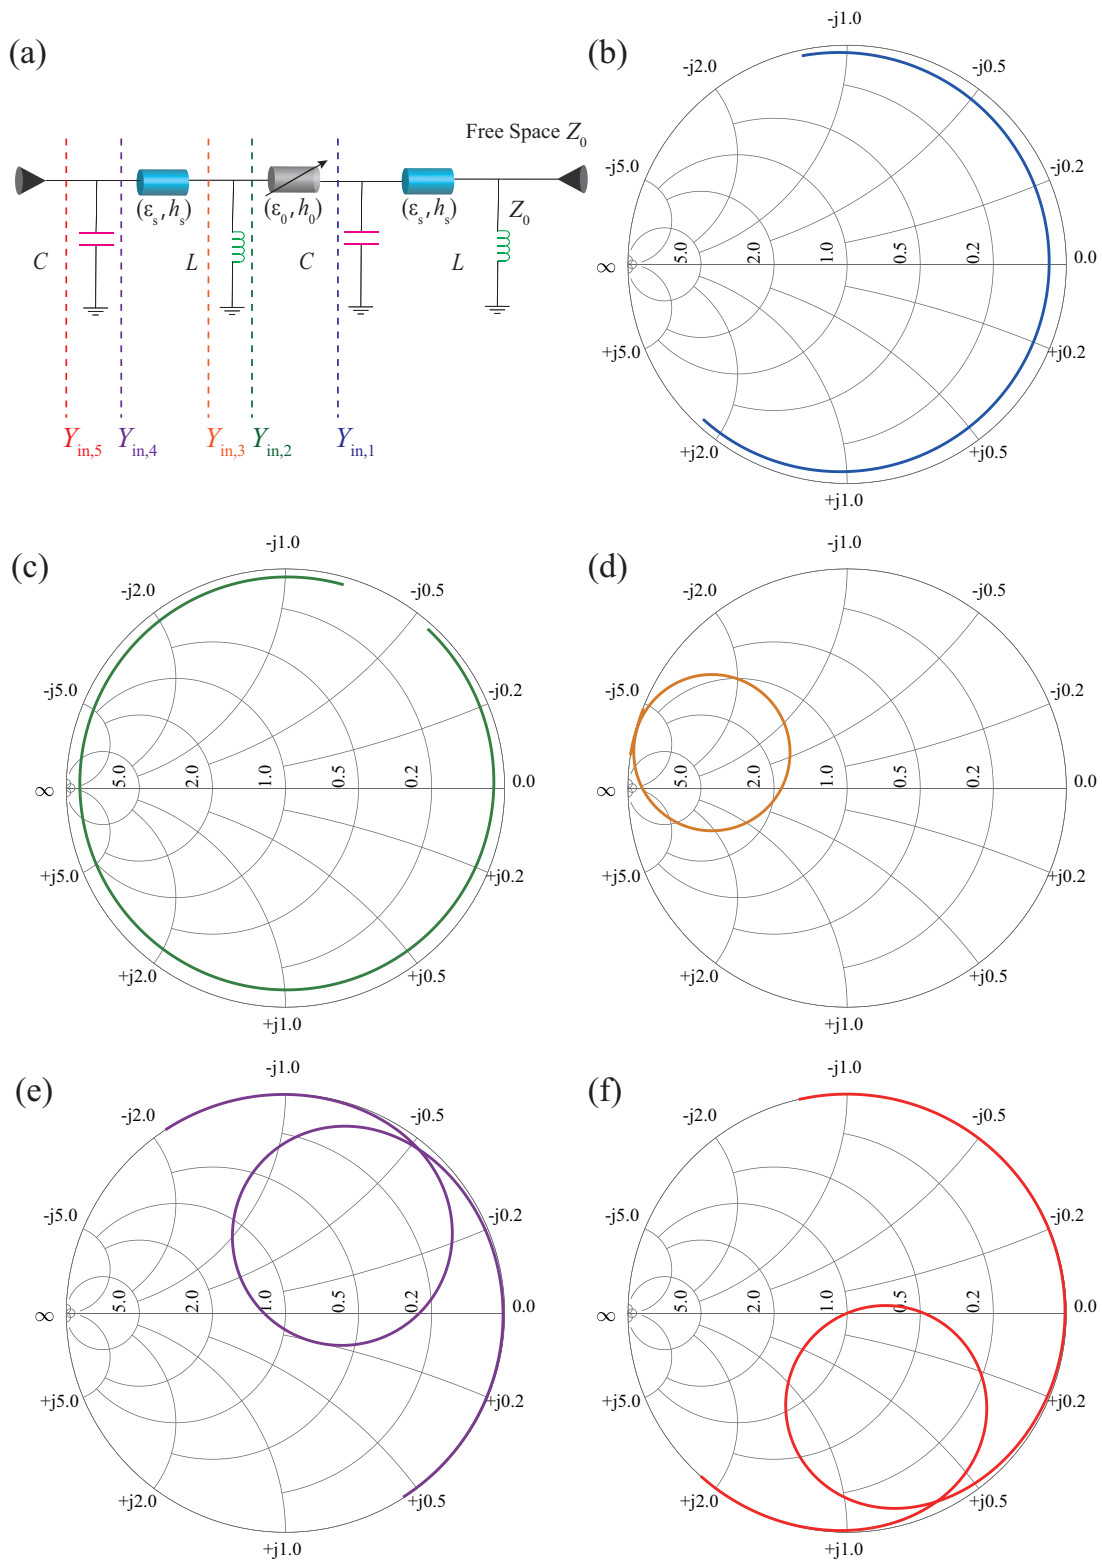 (a)
Free Space Z0
(εs, hs)
(ε0, h0)
(εs, hs)
Z0
C
L
C
L
Yin,5
Yin,4
Yin,3
Yin,2
Yin,1
(b)
-j1.0
-j2.0
-j0.5
-j5.0
-j0.2
∞
5.0
2.0
1.0
0.5
0.2
0.0
+j5.0
+j0.2
+j2.0
+j0.5
+j1.0
(c)
-j1.0
-j2.0
-j0.5
-j5.0
-j0.2
∞
5.0
2.0
1.0
0.5
0.2
0.0
+j5.0
+j0.2
+j2.0
+j0.5
+j1.0
(d)
-j1.0
-j2.0
-j0.5
-j5.0
-j0.2
∞
5.0
2.0
1.0
0.5
0.2
0.0
+j5.0
+j0.2
+j2.0
+j0.5
+j1.0
(e)
-j1.0
-j2.0
-j0.5
-j5.0
-j0.2
∞
5.0
2.0
1.0
0.5
0.2
0.0
+j5.0
+j0.2
+j2.0
+j0.5
+j1.0
(f)
-j1.0
-j2.0
-j0.5
-j5.0
-j0.2
∞
5.0
2.0
1.0
0.5
0.2
0.0
+j5.0
+j0.2
+j2.0
+j0.5
+j1.0